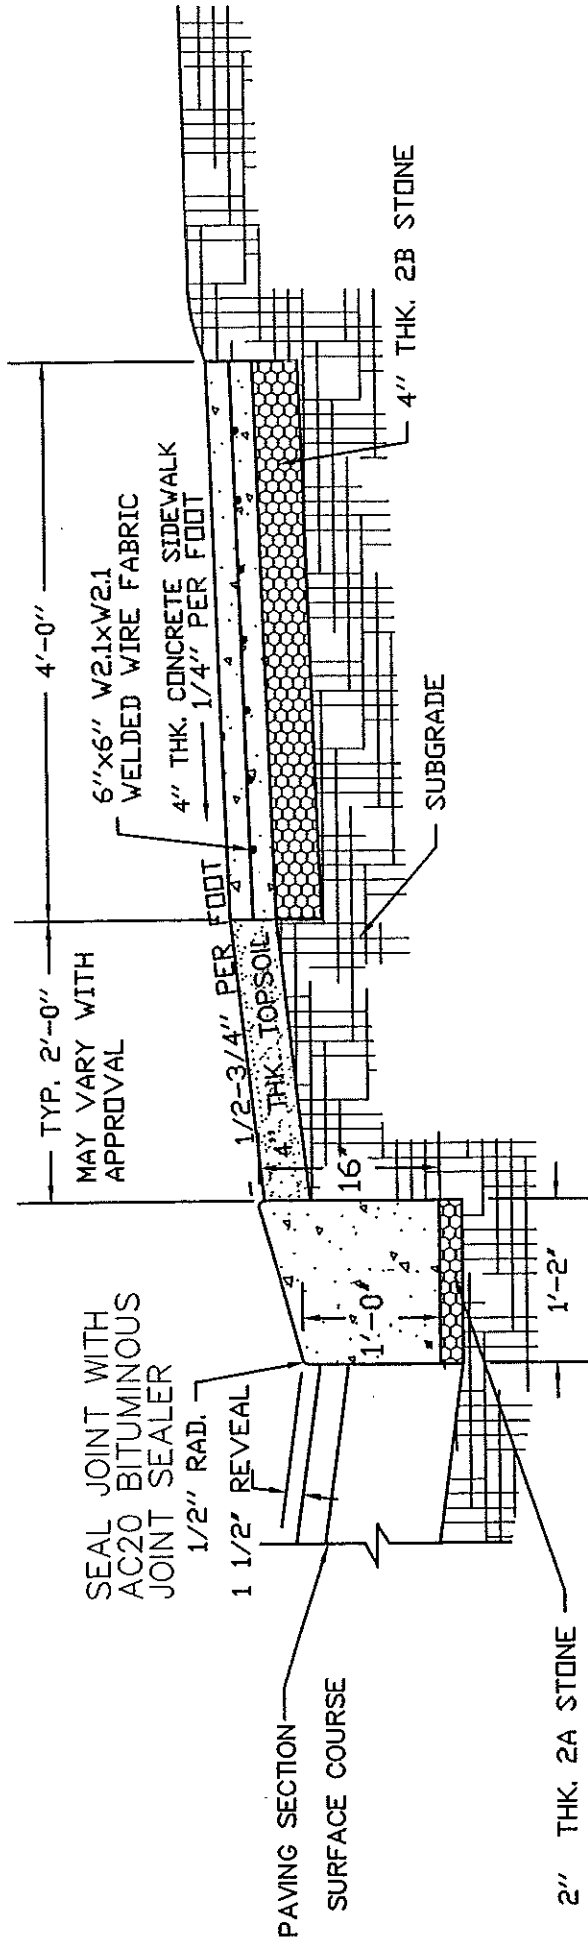 SEAL JOINT WITH
AC20 BITUMINOUS
JOINT SEALER
1/2" RAD.
1 1/2" REVEAL
PAVING SECTION
SURFACE COURSE
2" THK. 2A STONE
TYP. 2'-0"
MAY VARY WITH
APPROVAL
1/2-3/4" PER FOOT
4" THK. TOPSOIL
16"
1'-0"
1'-2"
4'-0"
6"x6" W2.1xW2.1
WELDED WIRE FABRIC
4" THK. CONCRETE SIDEWALK
1/4" PER FOOT
SUBGRADE
4" THK. 2B STONE